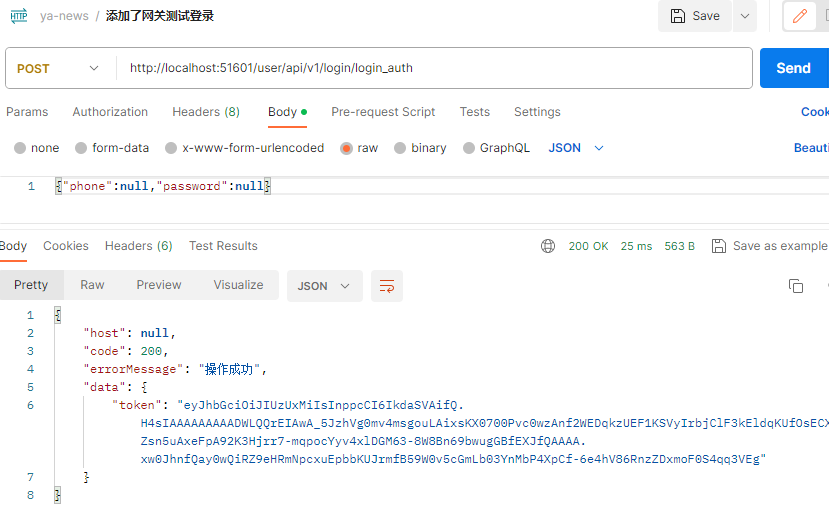 HTTP ya-news / 添加了网关测试登录 Save
POST http://localhost:51601/user/api/v1/login/login_auth Send
Params Authorization Headers (8) Body Pre-request Script Tests Settings Cook
none form-data x-www-form-urlencoded raw binary GraphQL JSON Beauti
1 {"phone":null,"password":null}
Body Cookies Headers (6) Test Results 200 OK 25 ms 563 B Save as example
Pretty Raw Preview Visualize JSON
1 {
2 "host": null,
3 "code": 200,
4 "errorMessage": "操作成功",
5 "data": {
6 "token": "eyJhbGciOiJIUzUxMiIsInppcCI6IkdaSVAifQ.
H4sIAAAAAAAAADWLQQrEIAwA_5JzhVg0mv4msgouLAixsKX0700Pvc0wzAnf2WEDqkzUEF1KSVyIrbjClF3kEldqKUfOsECX
Zsn5uAxeFpA92K3Hjrr7-mqpocYyv4xlDGM63-8W8Bn69bwugGBfEXJfQAAAA.
xw0JhnfQay0wQiRZ9eHRmNpcxuEpbbKUJrmfB59W0v5cGmLb03YnMbP4XpCf-6e4hV86RnzZDxmoF0S4qq3VEg"
7 }
8 }